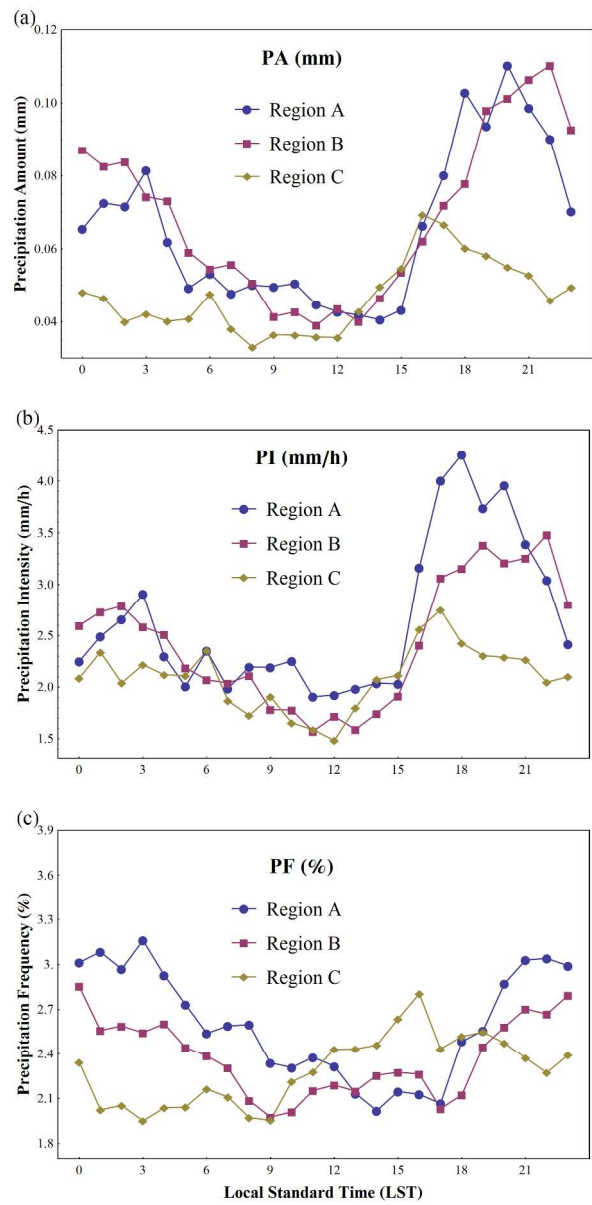 (a)
PA (mm)
Region A
Region B
Region C
Precipitation Amount (mm)
0.12
0.10
0.08
0.06
0.04
0 3 6 9 12 15 18 21
(b)
PI (mm/h)
Region A
Region B
Region C
Precipitation Intensity (mm/h)
4.5
4.0
3.5
3.0
2.5
2.0
1.5
0 3 6 9 12 15 18 21
(c)
PF (%)
Region A
Region B
Region C
Precipitation Frequency (%)
3.9
3.6
3.3
3.0
2.7
2.4
2.1
1.8
0 3 6 9 12 15 18 21
Local Standard Time (LST)